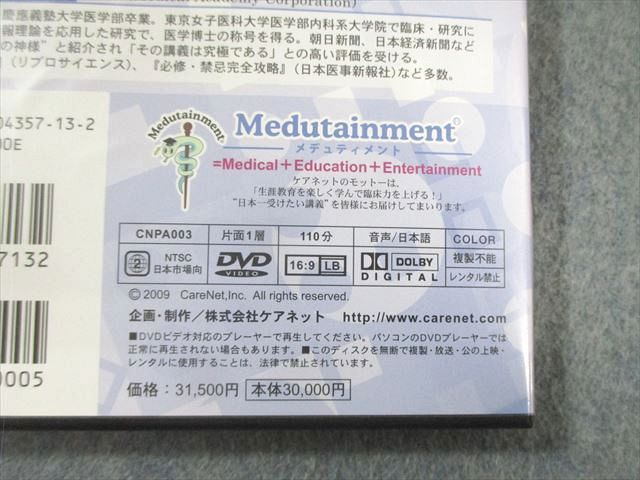 Academy Corporation)
慶應義塾大学医学部卒業。東京女子医科大学医学部内科系大学院で臨床・研究に
報理論を応用した研究で、医学博士の称号を得る。朝日新聞、日本経済新聞など
の神様”と紹介され「その講義は究極である」との高い評価を受ける。
(リブロサイエンス)、『必修・禁忌完全攻略』(日本医事新報社)など多数。
04357-13-2
00E
7132
0005
Medutainment
Medutainment®
メデュティメント
=Medical+Education+Entertainment
ケアネットのモットーは、
「生涯教育を楽しく学んで臨床力を上げる!」
“日本一受けたい講義”を皆様にお届けしてまいります。
CNPA003 片面1層 110分 音声/日本語 COLOR
2 NTSC 日本市場向 DVD VIDEO 16:9 LB DOLBY DIGITAL 複製不能 レンタル禁止
©2009 CareNet,Inc. All rights reserved.
企画・制作/株式会社ケアネット http://www.carenet.com
■DVDビデオ対応のプレーヤーで再生してください。パソコンのDVDプレーヤーでは
正常に再生されない場合もあります。■このディスクを無断で複製・放送・公の上映・
レンタルに使用することは、法律で禁止されています。
価格:31,500円 本体30,000円